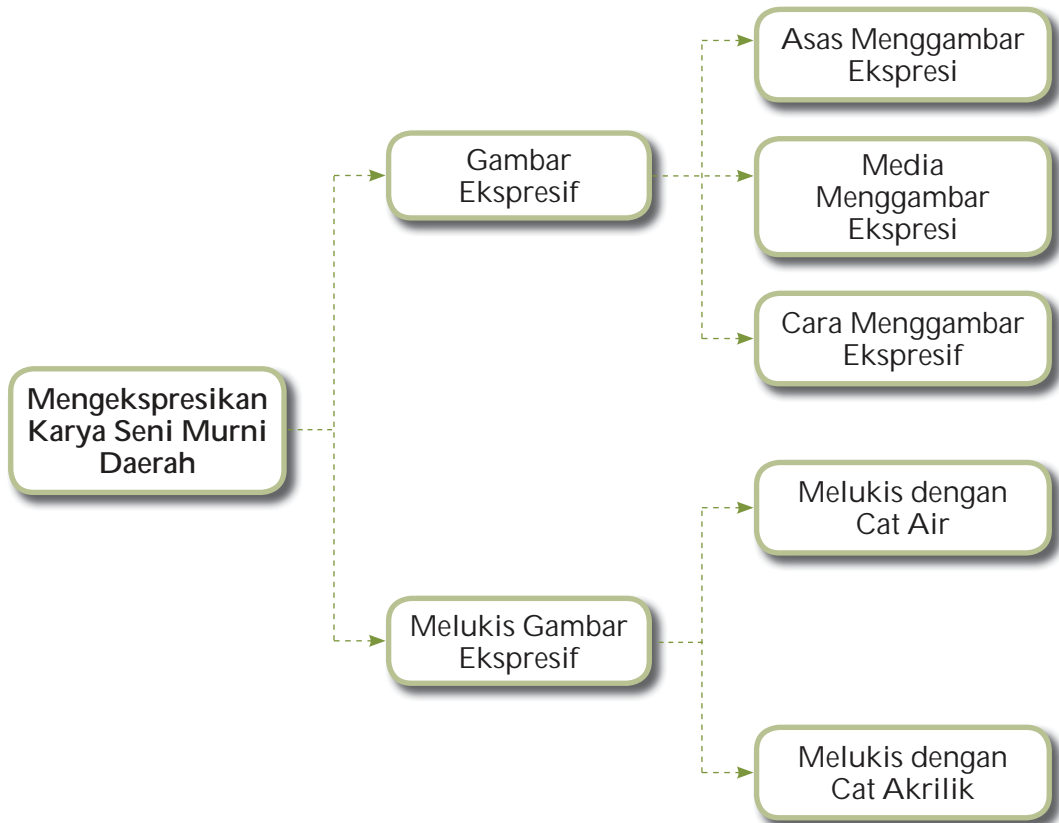 Mengekspresikan
Karya Seni Murni
Daerah
Gambar
Ekspresif
Asas Menggambar
Ekspresi
Media
Menggambar
Ekspresi
Cara Menggambar
Ekspresif
Melukis Gambar
Ekspresif
Melukis dengan
Cat Air
Melukis dengan
Cat Akrilik